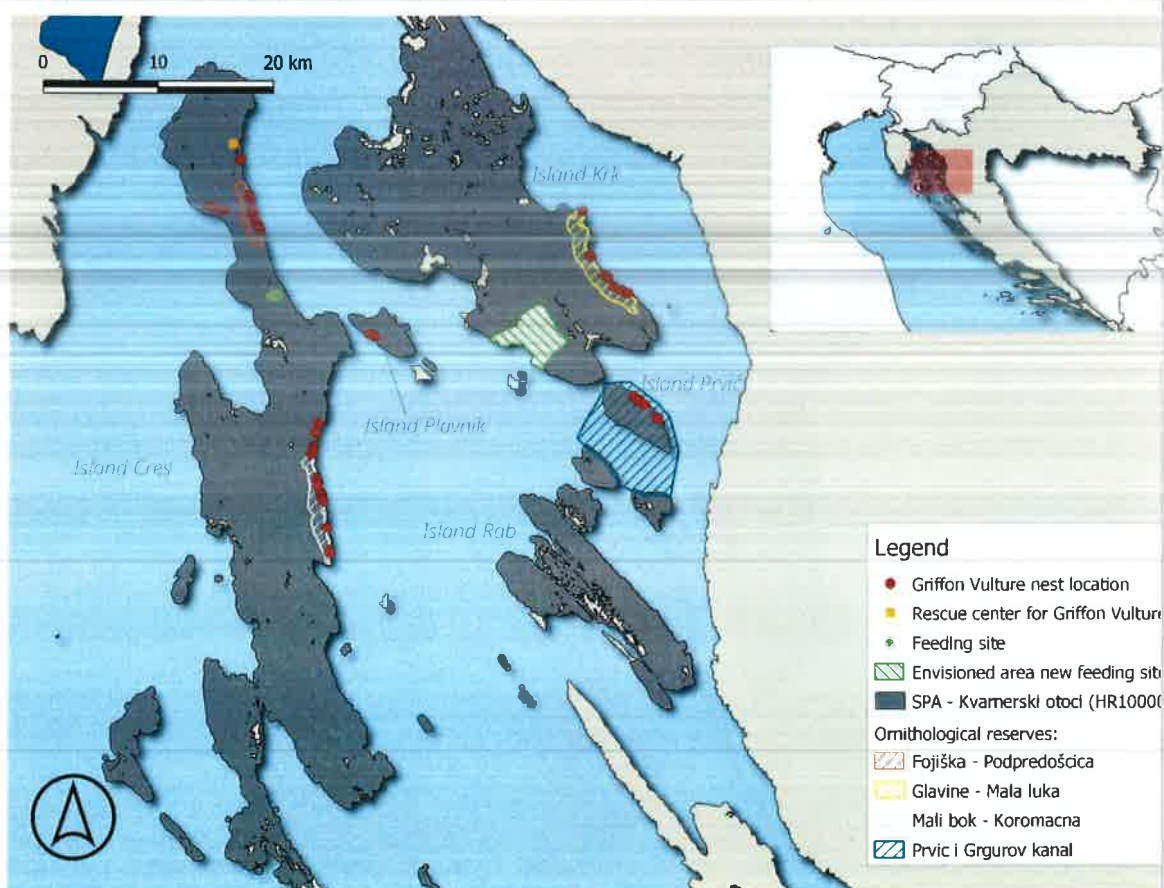 0 10 20 km
Island Krk
Island Prvić
Island Plavnik
Island Cres
Island Rab
Legend
Griffon Vulture nest location
Rescue center for Griffon Vulture
Feeding site
Envisioned area new feeding site
SPA - Kvarnerski otoci (HR10000
Ornithological reserves:
Fojiška - Podpredošcica
Glavine - Mala luka
Mali bok - Koromacna
Prvic i Grgurov kanal